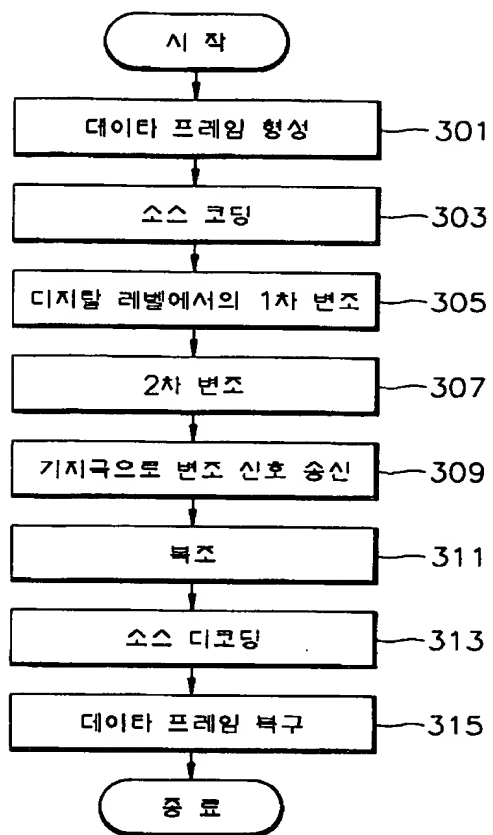 시 작
데이타 프레임 형성
301
소스 코딩
303
디지탈 레벨에서의 1차 변조
305
2차 변조
307
기지국으로 변조 신호 송신
309
복조
311
소스 디코딩
313
데이타 프레임 복구
315
종 료